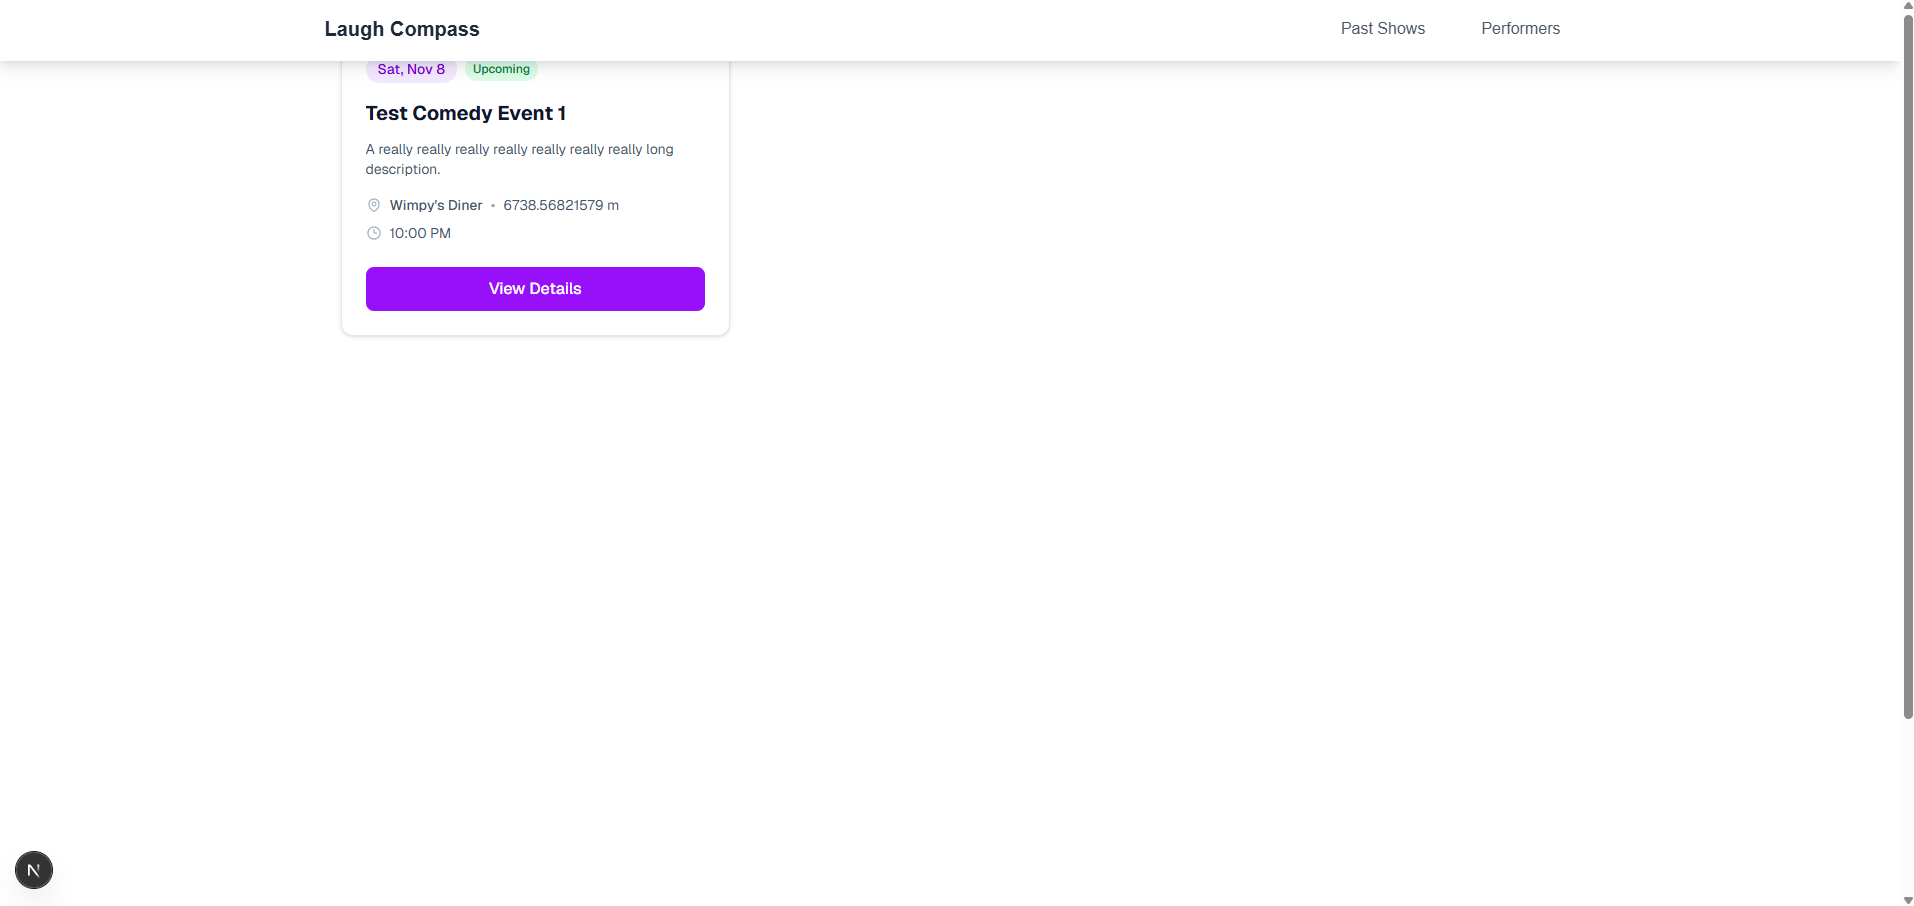 Laugh Compass
Past Shows
Performers
Sat, Nov 8
Upcoming
Test Comedy Event 1
A really really really really really really really long
description.
Wimpy's Diner • 6738.56821579 m
10:00 PM
View Details
N